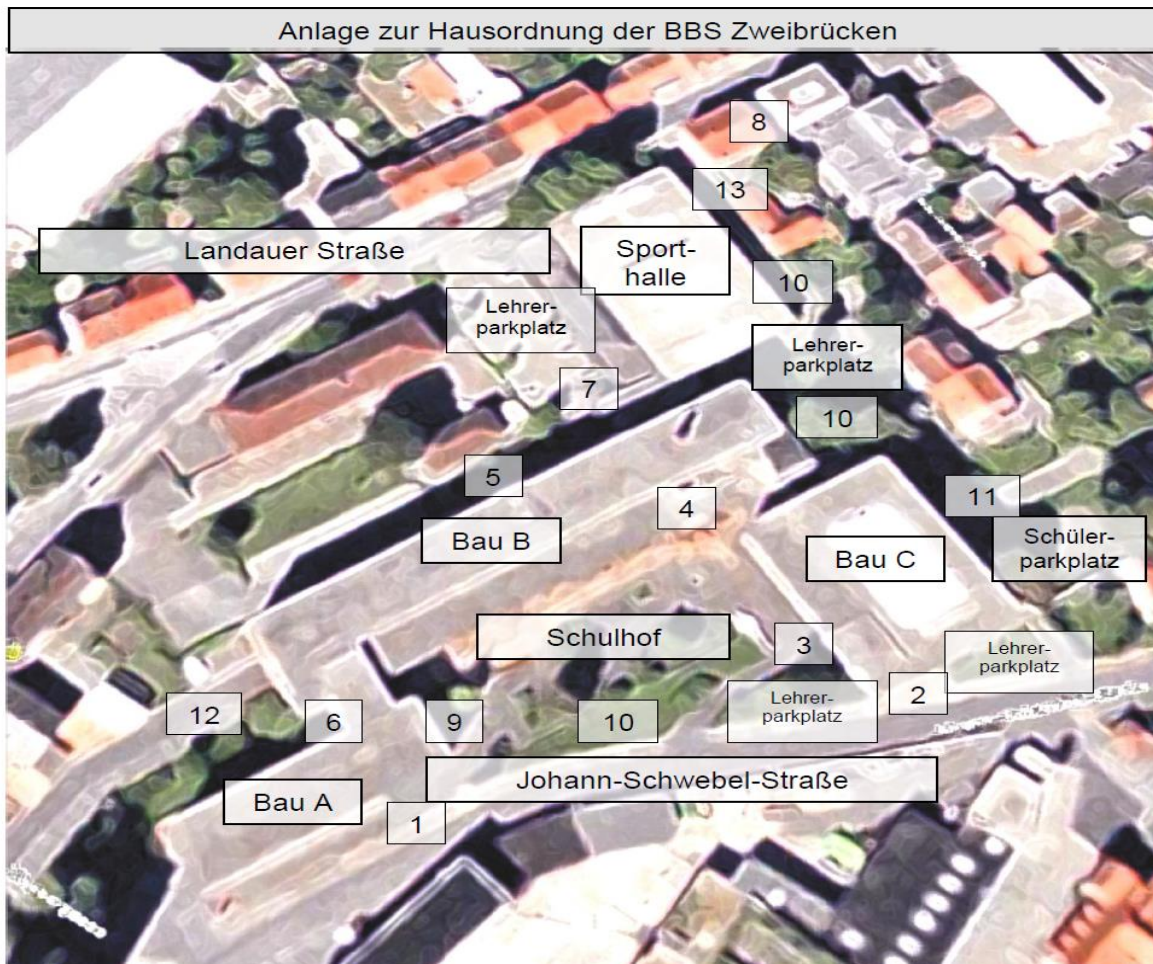 Anlage zur Hausordnung der BBS Zweibrücken
8
13
Landauer Straße
Sport-
halle
10
Lehrer-
parkplatz
Lehrer-
parkplatz
7
10
5
11
4
Bau B
Bau C
Schüler-
parkplatz
Schulhof
3
Lehrer-
parkplatz
2
Lehrer-
parkplatz
12
6
9
10
Johann-Schwebel-Straße
Bau A
1